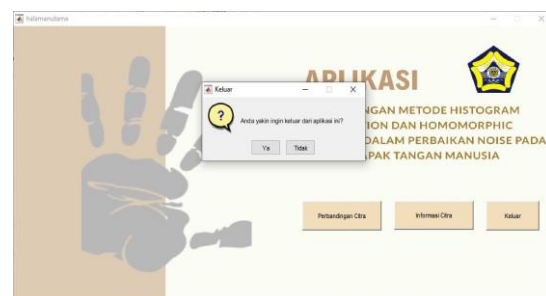 halamanutama
APLIKASI
Keluar
NGAN METODE HISTOGRAM
ION DAN HOMOMORPHIC
DALAM PERBAIKAN NOISE PADA
APAK TANGAN MANUSIA
Anda yakin ingin keluar dari aplikasi ini?
Ya
Tidak
Perbandingan Citra
Informasi Citra
Keluar